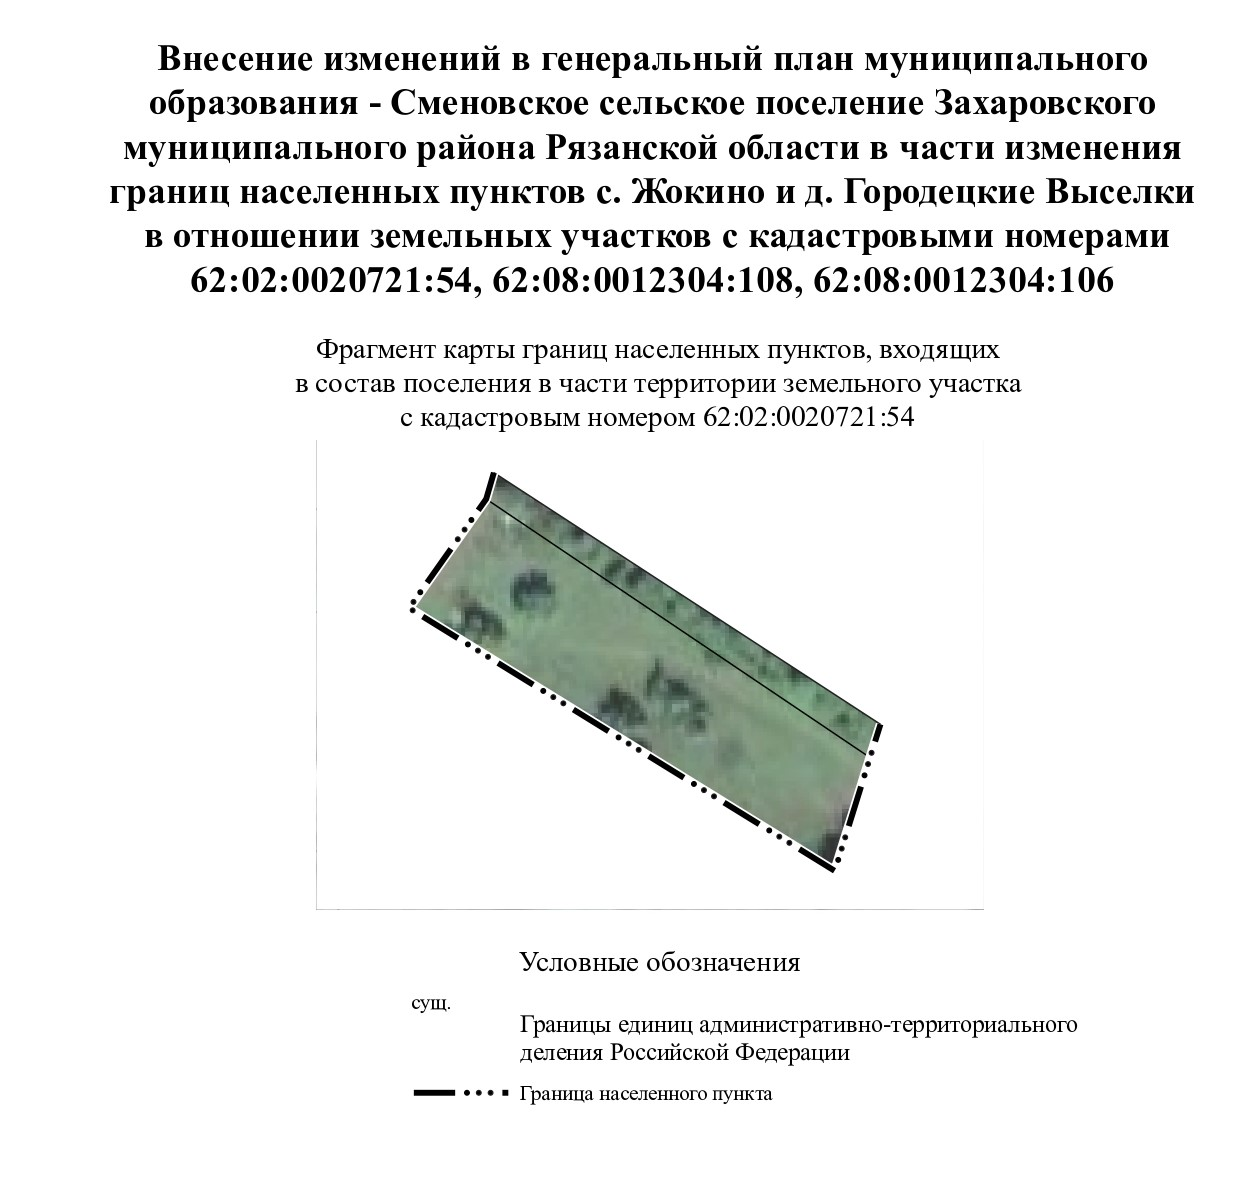 Внесение изменений в генеральный план муниципального
образования - Сменовское сельское поселение Захаровского
муниципального района Рязанской области в части изменения
границ населенных пунктов с. Жокино и д. Городецкие Выселки
в отношении земельных участков с кадастровыми номерами
62:02:0020721:54, 62:08:0012304:108, 62:08:0012304:106
Фрагмент карты границ населенных пунктов, входящих
в состав поселения в части территории земельного участка
с кадастровым номером 62:02:0020721:54
Условные обозначения
сущ.
Границы единиц административно-территориального
деления Российской Федерации
Граница населенного пункта